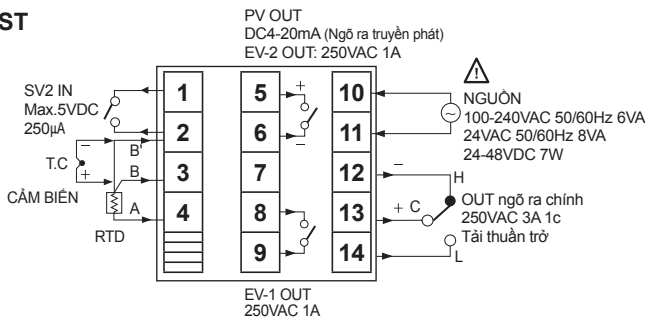 ST
PV OUT
DC4-20mA (Ngõ ra truyền phát)
EV-2 OUT: 250VAC 1A
SV2 IN
Max.5VDC
250µA
T.C
CẢM BIẾN
RTD
B'
B
A
1
2
3
4
5
6
7
8
9
10
11
12
13
14
+
−
−
+
−
+ C
H
L
!
~
NGUỒN
100-240VAC 50/60Hz 6VA
24VAC 50/60Hz 8VA
24-48VDC 7W
OUT ngõ ra chính
250VAC 3A 1c
Tải thuần trở
EV-1 OUT
250VAC 1A